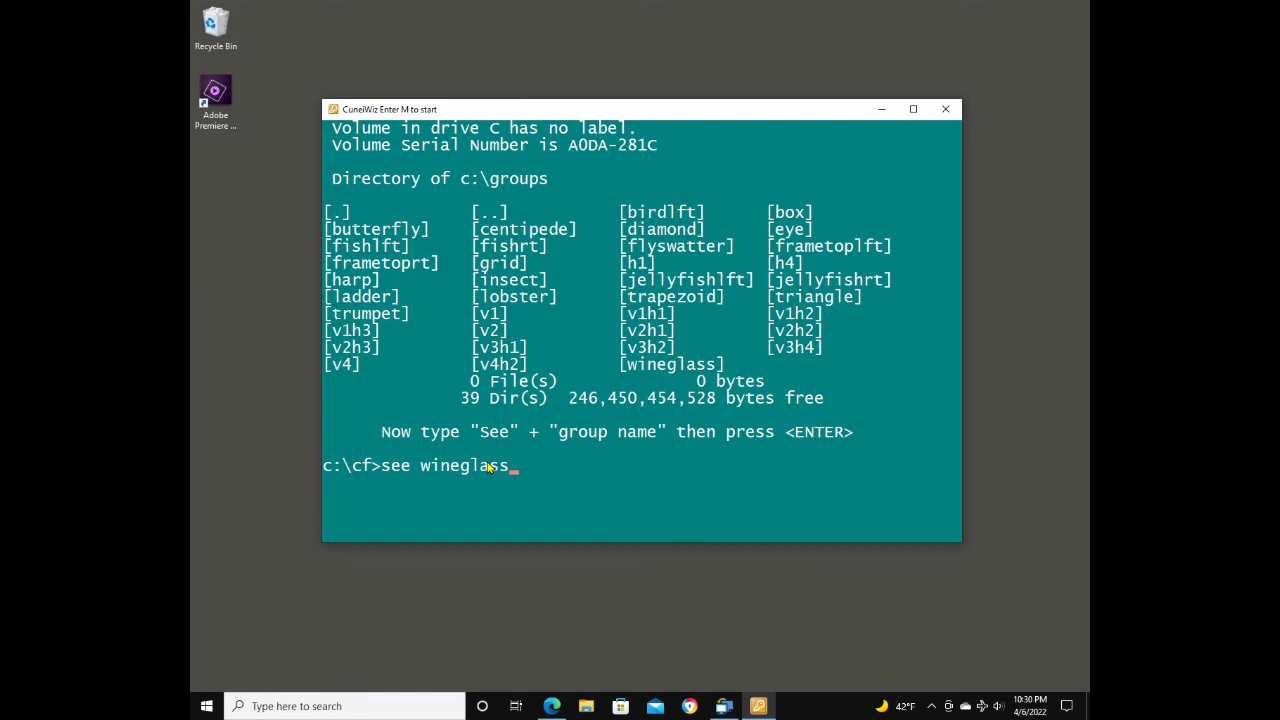 Recycle Bin
Adobe
Premiere ...
CuneiWiz Enter M to start
Volume in drive C has no label.
Volume Serial Number is A0DA-281C
Directory of c:\groups
[.] [..] [birdlft] [box]
[butterfly] [centipede] [diamond] [eye]
[fishlft] [fishrt] [flyswatter] [frametoplft]
[frametoprt] [grid] [h1] [h4]
[harp] [insect] [jellyfishlft] [jellyfishrt]
[ladder] [lobster] [trapezoid] [triangle]
[trumpet] [v1] [v1h1] [v1h2]
[v1h3] [v2] [v2h1] [v2h2]
[v2h3] [v3h1] [v3h2] [v3h4]
[v4] [v4h2] [wineglass]
0 File(s) 0 bytes
39 Dir(s) 246,450,454,528 bytes free
Now type "See" + "group name" then press <ENTER>
c:\cf>see wineglass_
Type here to search
42°F
10:30 PM
4/6/2022